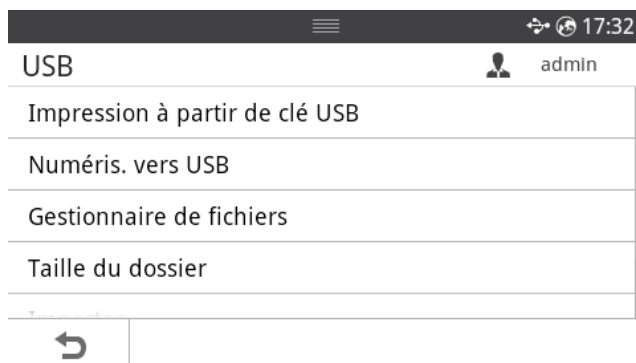 17:32
USB
admin
Impression à partir de clé USB
Numéris. vers USB
Gestionnaire de fichiers
Taille du dossier